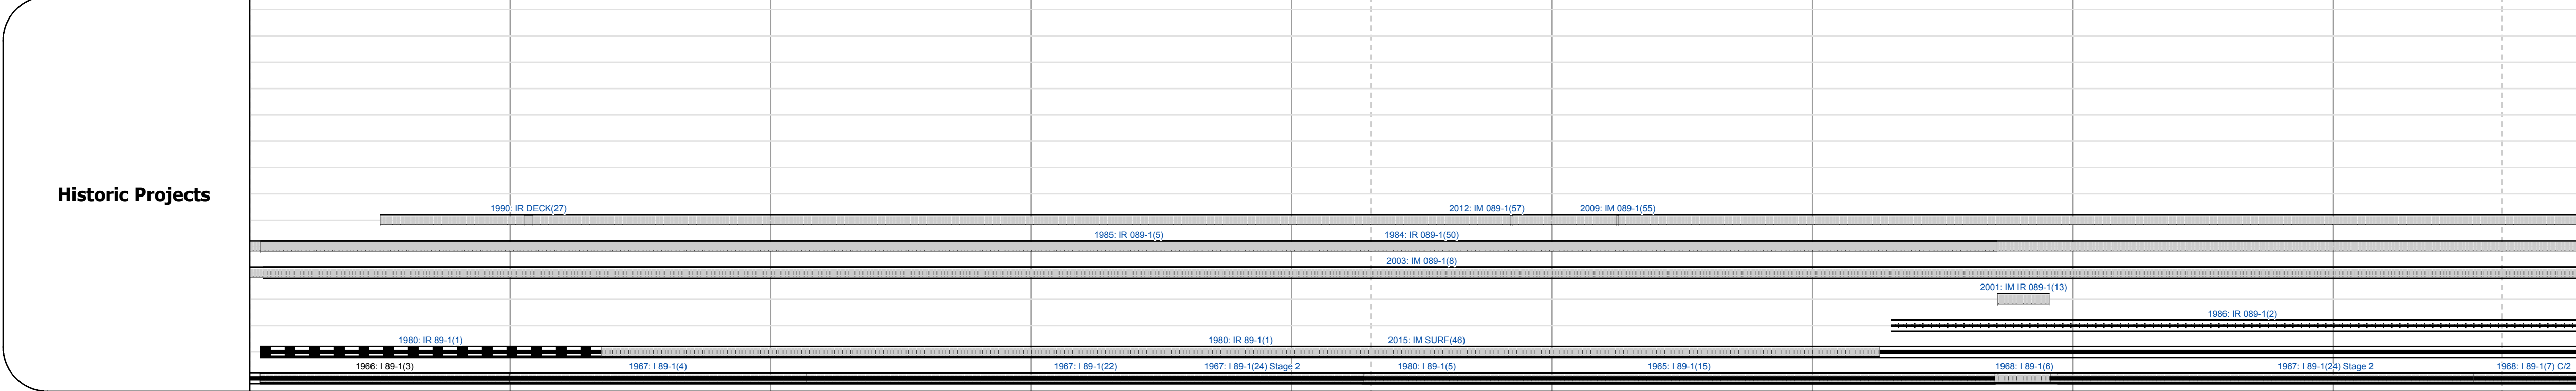 Historic Projects
1990: IR DECK(27) 2012: IM 089-1(57) 2009: IM 089-1(55)
1985: IR 089-1(5) 1984: IR 089-1(50)
2003: IM 089-1(8)
2001: IM IR 089-1(13)
1986: IR 089-1(2)
1980: IR 89-1(1) 1980: IR 89-1(1) 2015: IM SURF(46)
1966: I 89-1(3) 1967: I 89-1(4) 1967: I 89-1(22) 1967: I 89-1(24) Stage 2 1980: I 89-1(5) 1965: I 89-1(15) 1968: I 89-1(6) 1967: I 89-1(24) Stage 2 1968: I 89-1(7) C/2